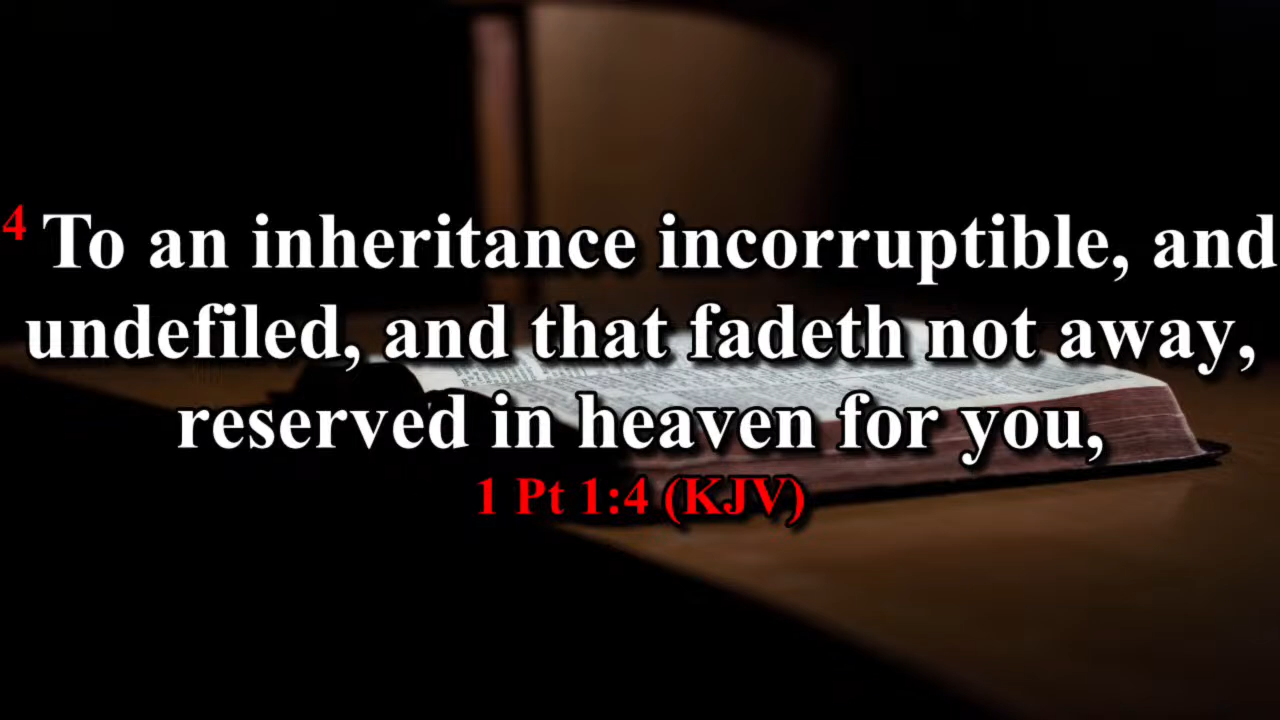 4 To an inheritance incorruptible, and
undefiled, and that fadeth not away,
reserved in heaven for you,
1 Pt 1:4 (KJV)